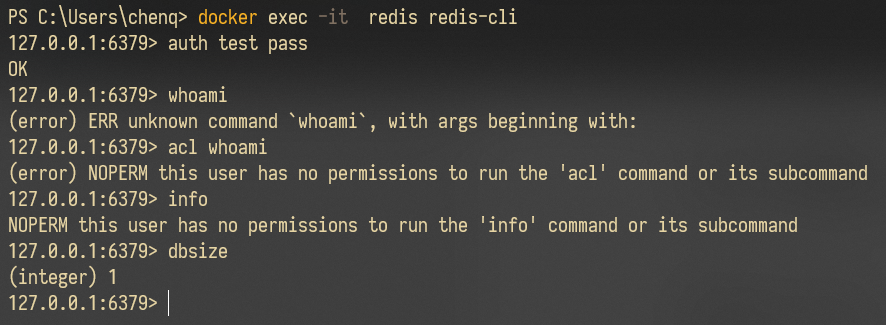 PS C:\Users\chenq> docker exec -it  redis redis-cli
127.0.0.1:6379> auth test pass
OK
127.0.0.1:6379> whoami
(error) ERR unknown command `whoami`, with args beginning with:
127.0.0.1:6379> acl whoami
(error) NOPERM this user has no permissions to run the 'acl' command or its subcommand
127.0.0.1:6379> info
NOPERM this user has no permissions to run the 'info' command or its subcommand
127.0.0.1:6379> dbsize
(integer) 1
127.0.0.1:6379>